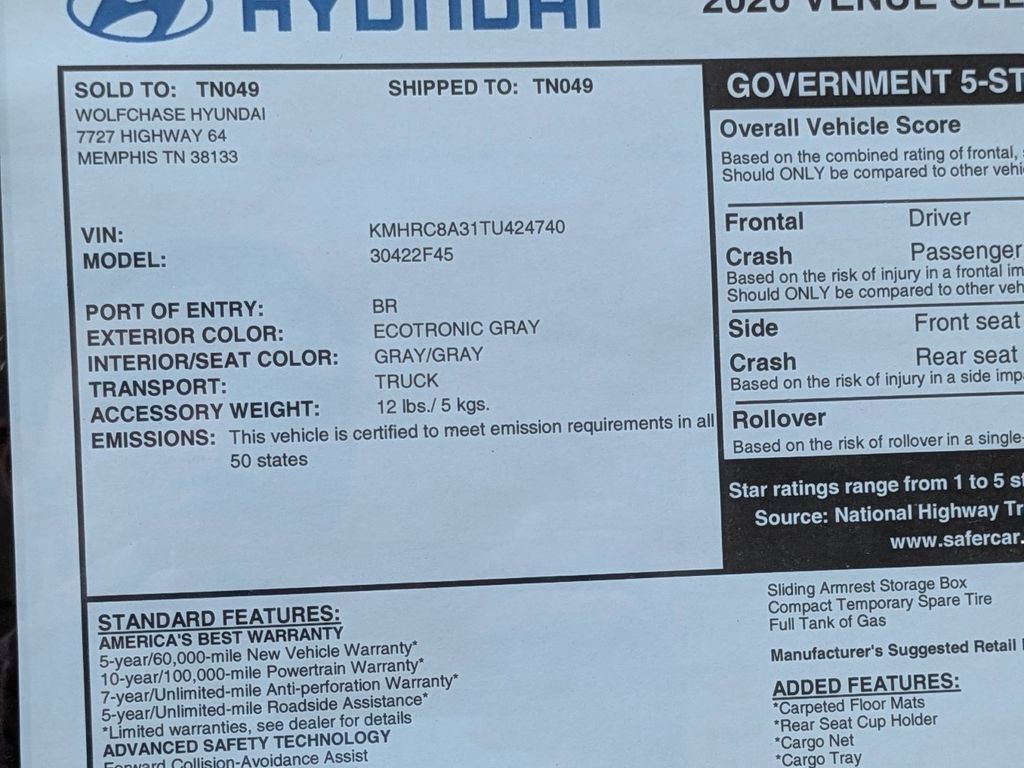 HYUNDAI
2026 VENUE
SOLD TO: TN049 SHIPPED TO: TN049
WOLFCHASE HYUNDAI
7727 HIGHWAY 64
MEMPHIS TN 38133
VIN: KMHRC8A31TU424740
MODEL: 30422F45
PORT OF ENTRY: BR
EXTERIOR COLOR: ECOTRONIC GRAY
INTERIOR/SEAT COLOR: GRAY/GRAY
TRANSPORT: TRUCK
ACCESSORY WEIGHT: 12 lbs./ 5 kgs.
EMISSIONS: This vehicle is certified to meet emission requirements in all
50 states
GOVERNMENT 5-ST
Overall Vehicle Score
Based on the combined rating of frontal,
Should ONLY be compared to other vehi
Frontal Driver
Crash Passenger
Based on the risk of injury in a frontal im
Should ONLY be compared to other veh
Side Front seat
Crash Rear seat
Based on the risk of injury in a side imp
Rollover
Based on the risk of rollover in a single-
Star ratings range from 1 to 5 st
Source: National Highway Tr
www.safercar.
STANDARD FEATURES:
AMERICA'S BEST WARRANTY
5-year/60,000-mile New Vehicle Warranty*
10-year/100,000-mile Powertrain Warranty*
7-year/Unlimited-mile Anti-perforation Warranty*
5-year/Unlimited-mile Roadside Assistance*
*Limited warranties, see dealer for details
ADVANCED SAFETY TECHNOLOGY
Forward Collision-Avoidance Assist
Sliding Armrest Storage Box
Compact Temporary Spare Tire
Full Tank of Gas
Manufacturer's Suggested Retail
ADDED FEATURES:
*Carpeted Floor Mats
*Rear Seat Cup Holder
*Cargo Net
*Cargo Tray